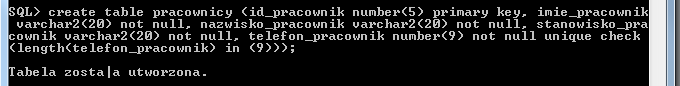 SQL> create table pracownicy (id_pracownik number(5) primary key, imie_pracownik
 varchar2(20) not null, nazwisko_pracownik varchar2(20) not null, stanowisko_pra
cownik varchar2(20) not null, telefon_pracownik number(9) not null unique check
(length(telefon_pracownik) in (9)));
Tabela zosta|a utworzona.